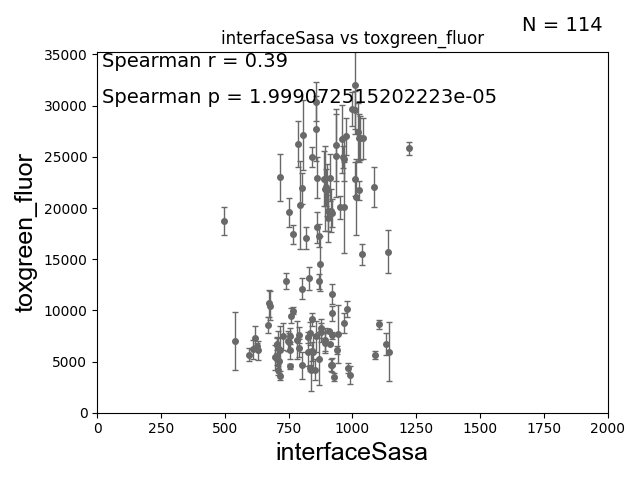 N = 114
interfaceSasa vs toxgreen_fluor
Spearman r = 0.39
Spearman p = 1.999072515202223e-05
toxgreen_fluor
35000
30000
25000
20000
15000
10000
5000
0
0 250 500 750 1000 1250 1500 1750 2000
interfaceSasa